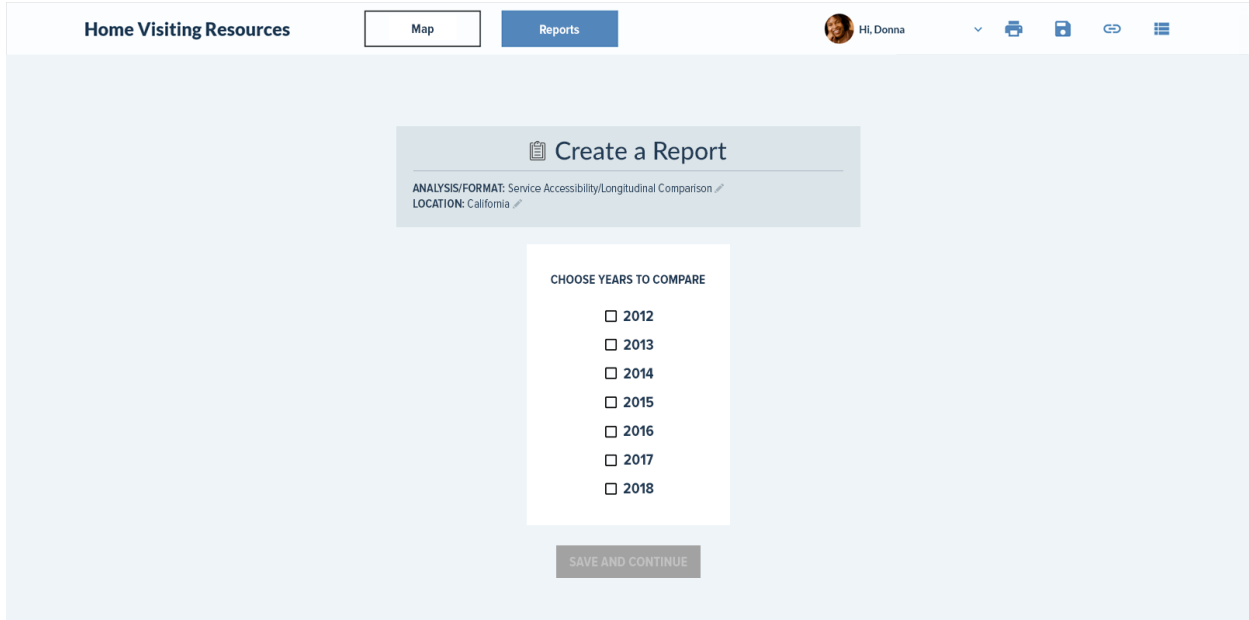 Home Visiting Resources
Map
Reports
Hi, Donna
Create a Report
ANALYSIS/FORMAT: Service Accessibility/Longitudinal Comparison
LOCATION: California
CHOOSE YEARS TO COMPARE
2012
2013
2014
2015
2016
2017
2018
SAVE AND CONTINUE